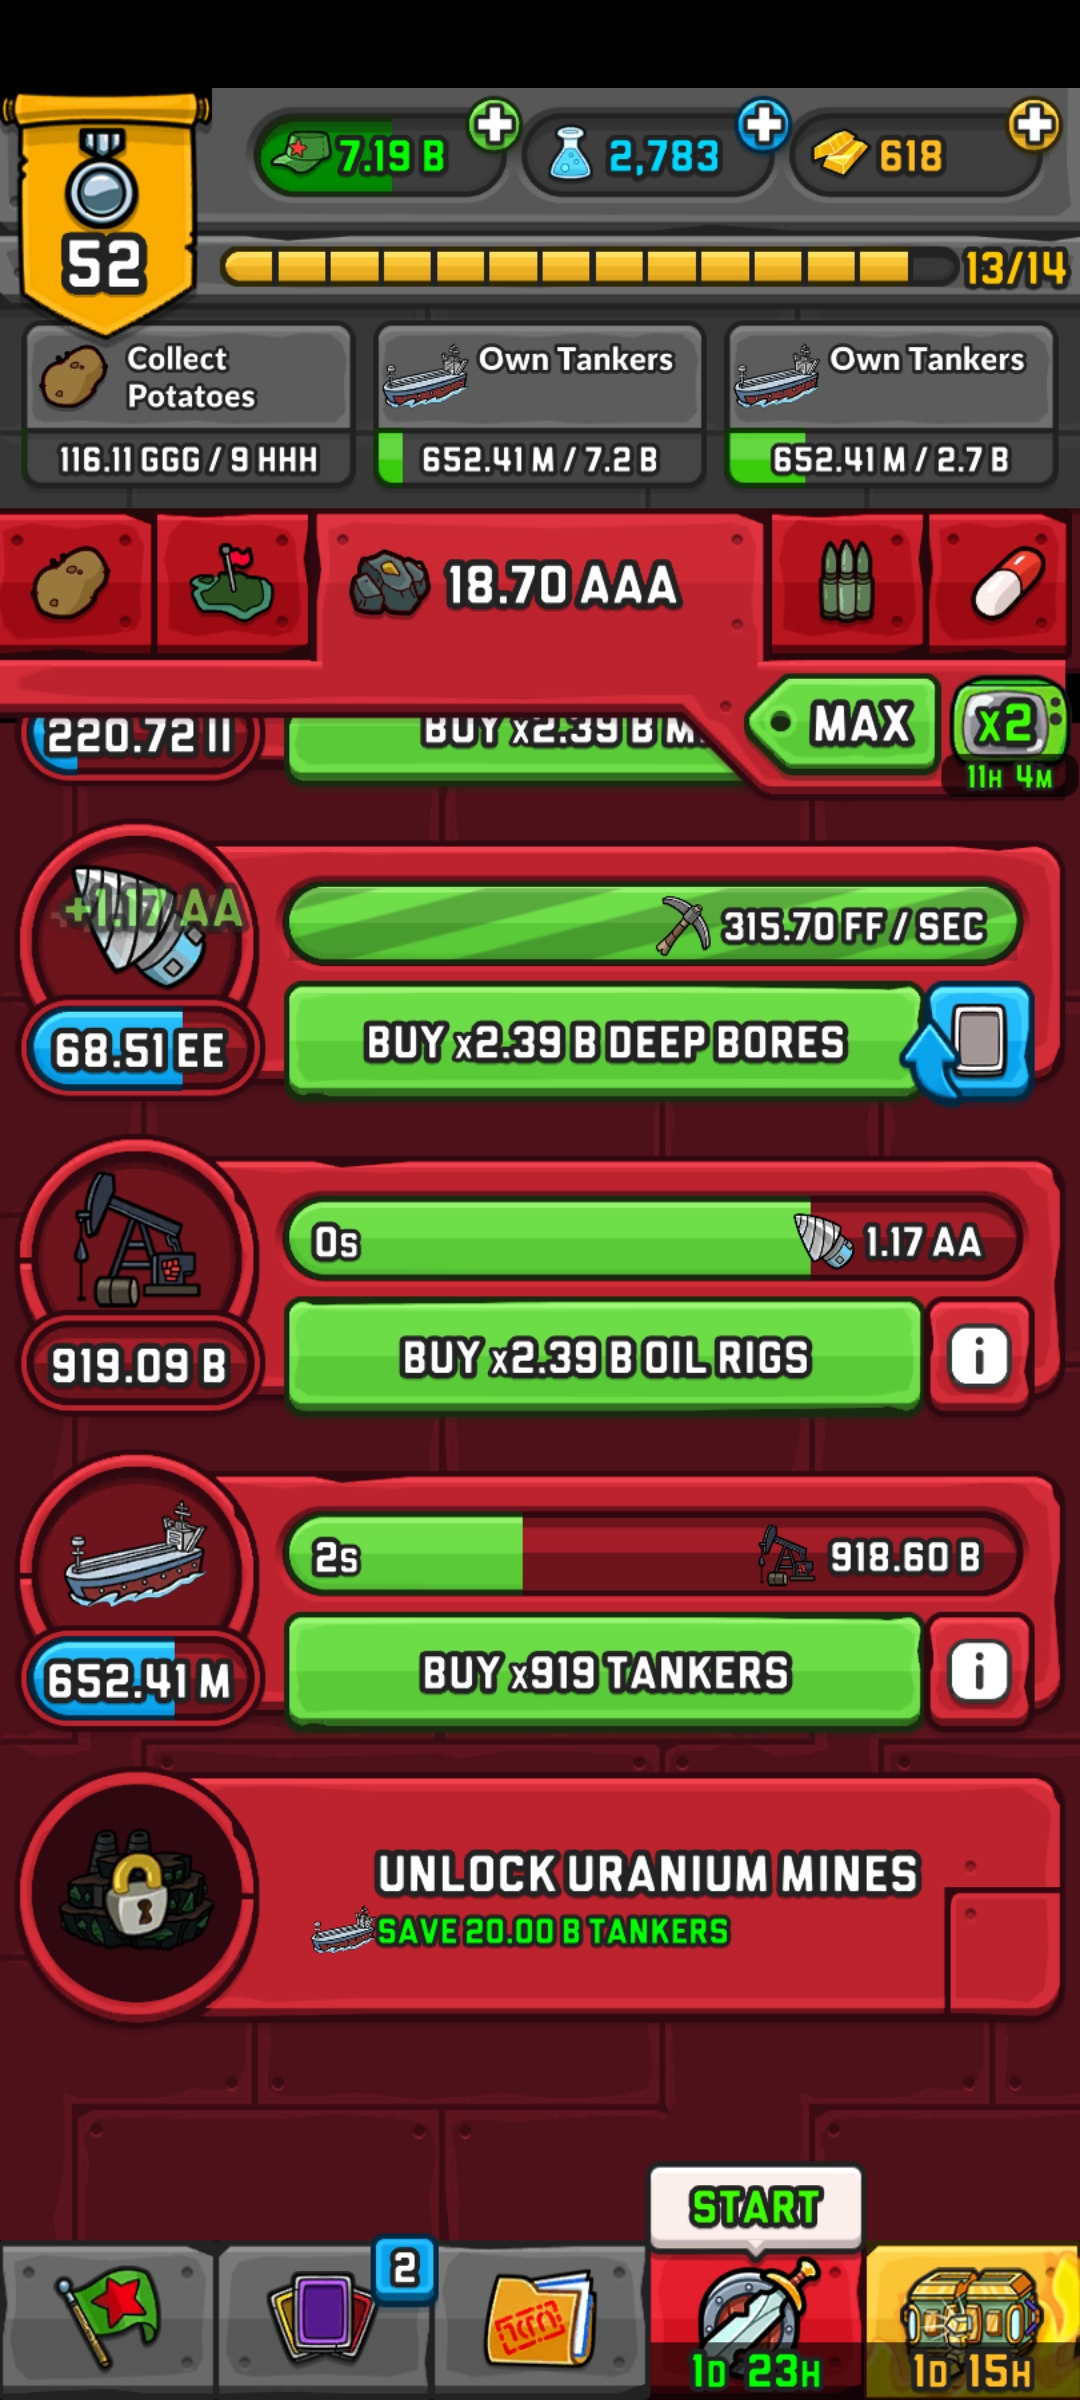 7.19 B
2,783
618
52
13/14
Collect
Potatoes
Own Tankers
Own Tankers
116.11 GGG / 9 HHH
652.41 M / 7.2 B
652.41 M / 2.7 B
18.70 AAA
MAX
x2
11H 4M
220.72 II
BUY x2.39 B M
+1.17 AA
315.70 FF / SEC
68.51 EE
BUY x2.39 B DEEP BORES
0s
1.17 AA
919.09 B
BUY x2.39 B OIL RIGS
i
2s
918.60 B
652.41 M
BUY x919 TANKERS
i
UNLOCK URANIUM MINES
SAVE 20.00 B TANKERS
START
2
1D 23H
1D 15H